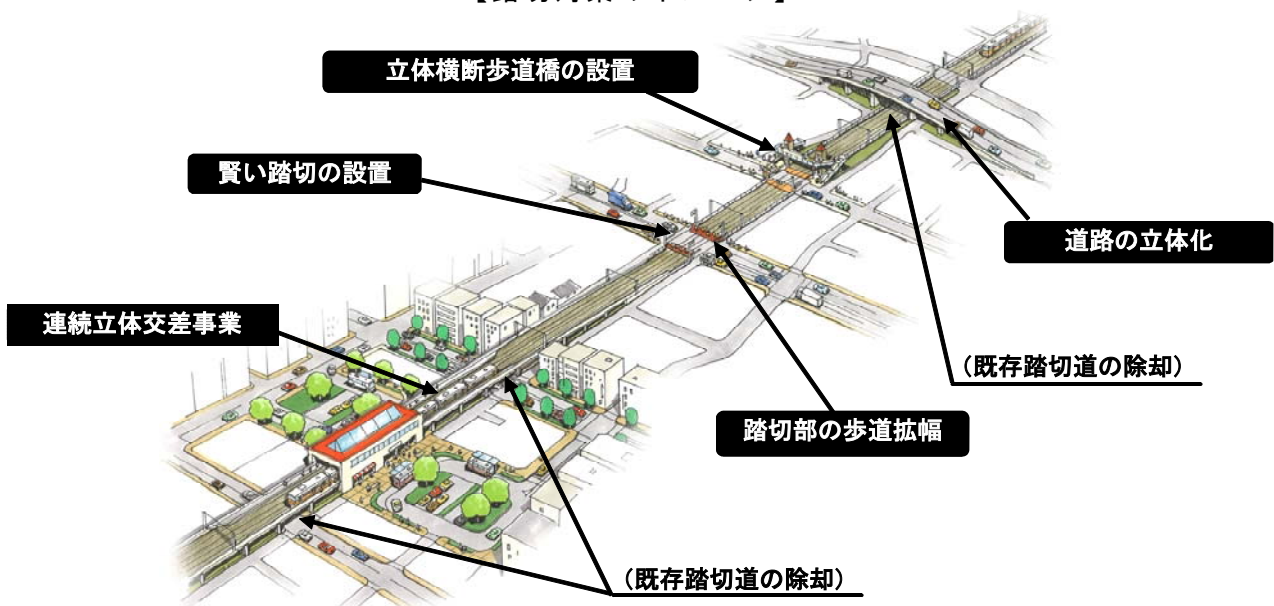 立体横断歩道橋の設置
賢い踏切の設置
道路の立体化
連続立体交差事業
（既存踏切道の除却）
踏切部の歩道拡幅
（既存踏切道の除却）